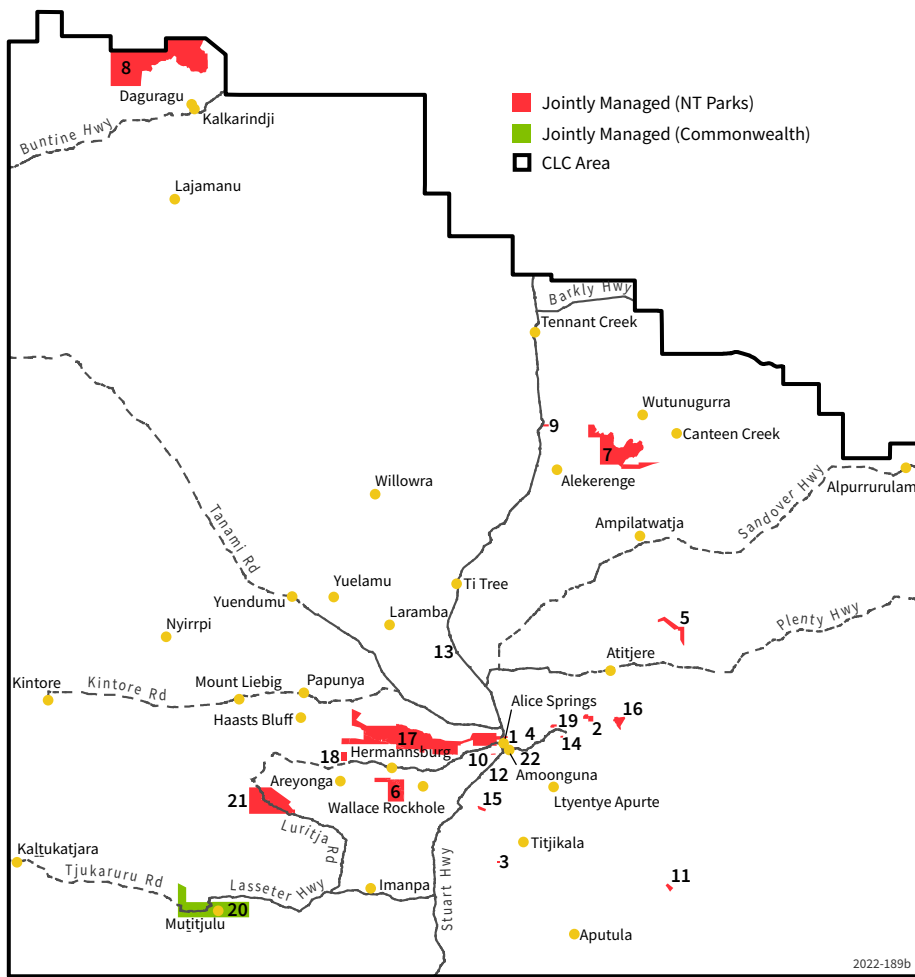 8
Daguragu
Kalkarindji
Buntine Hwy
Lajamanu
Jointly Managed (NT Parks)
Jointly Managed (Commonwealth)
CLC Area
Barkly Hwy
Tennant Creek
Wutunugurra
9
Canteen Creek
7
Alekerenge
Willowra
Sandover Hwy
Alpurrurulam
Ampilatwatja
Tanami Rd
Ti Tree
Yuelamu
Yuendumu
Laramba
Plenty Hwy
5
Nyirrpi
13
Atitjere
Kintore
Kintore Rd
Mount Liebig
Papunya
Haasts Bluff
Alice Springs
16
19
2
17
1
4
14
18
Hermannsburg
10
22
12
Amoonguna
Areyonga
6
Wallace Rockhole
15
Ltyentye Apurte
21
Luritja Rd
Titjikala
3
Kaḻtukatjara
Tjukaruru Rd
Lasseter Hwy
Imanpa
Stuart Hwy
11
20
Muṯitjulu
Aputula
2022-189b